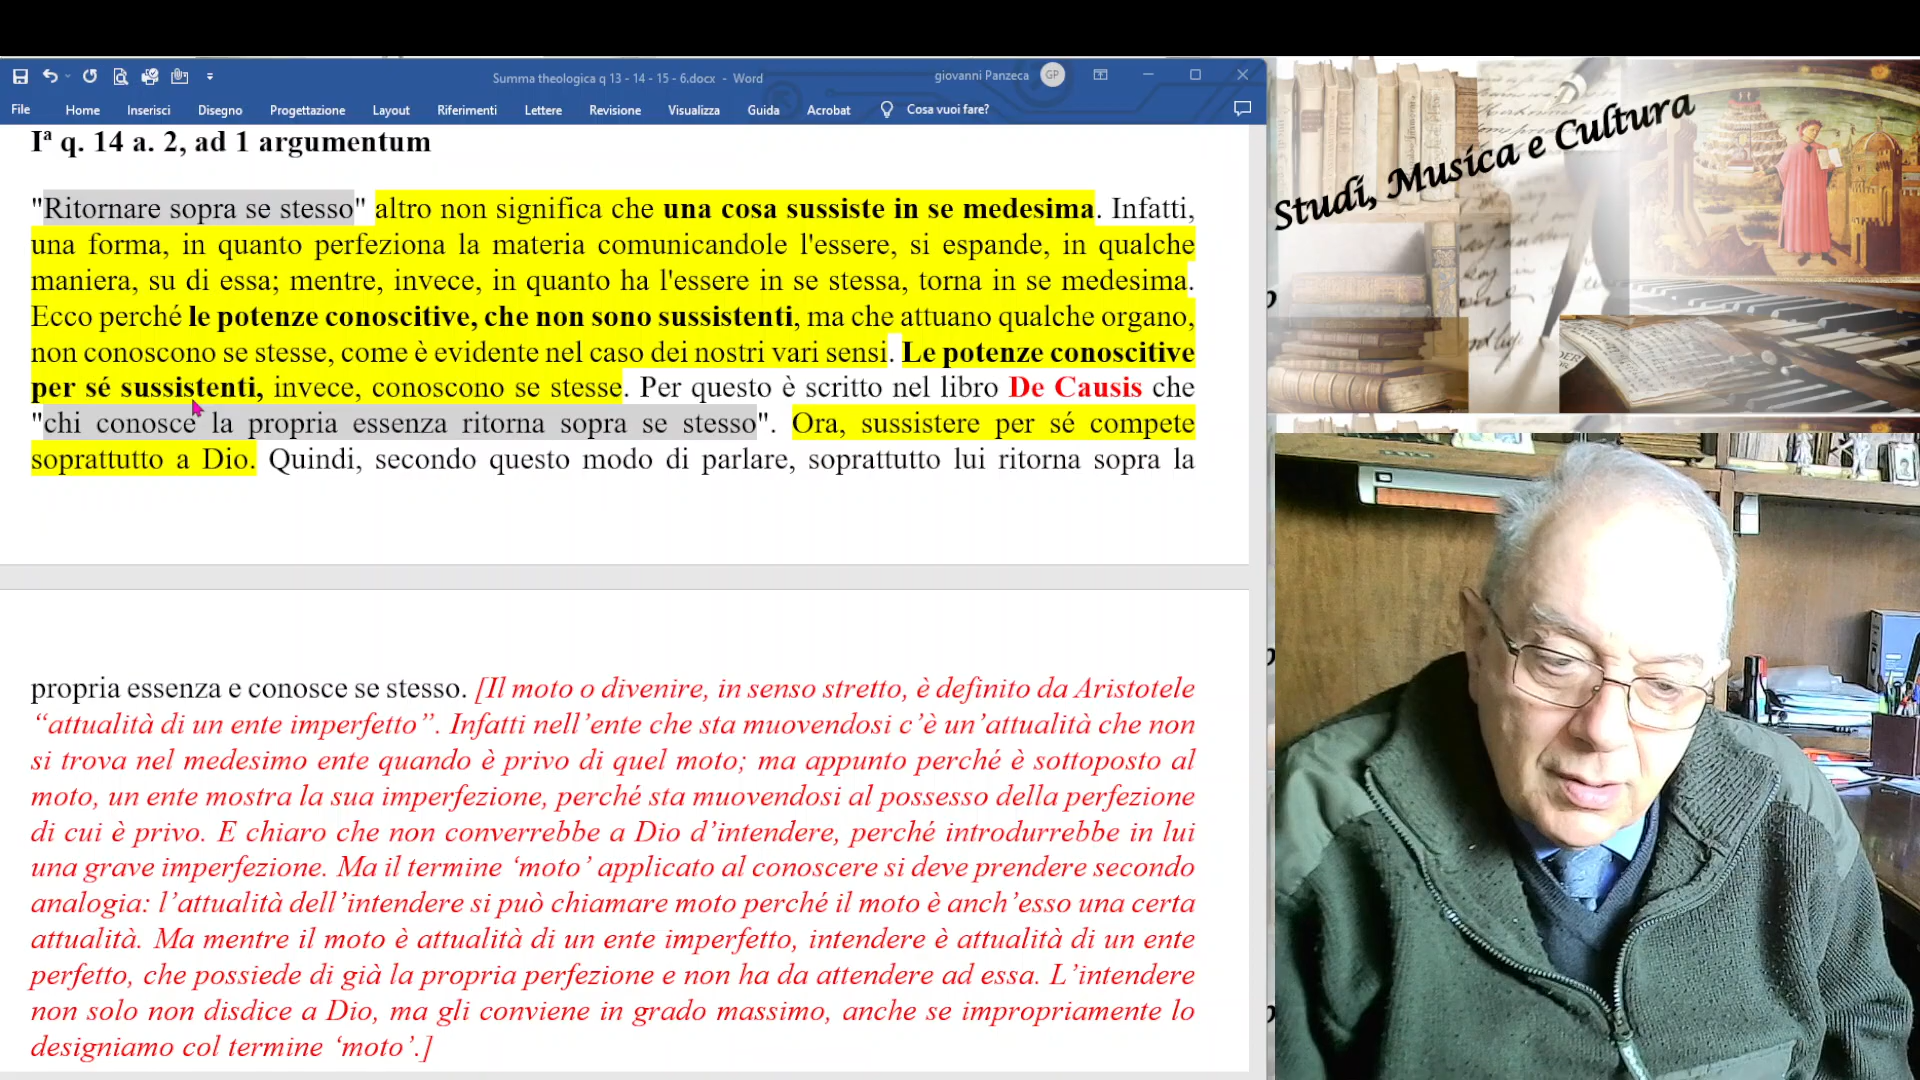 Summa theologica q 13 - 14 - 15 - 6.docx - Word
giovanni Panzeca
GP
File Home Inserisci Disegno Progettazione Layout Riferimenti Lettere Revisione Visualizza Guida Acrobat Cosa vuoi fare?
Iª q. 14 a. 2, ad 1 argumentum
"Ritornare sopra se stesso" altro non significa che una cosa sussiste in se medesima. Infatti,
una forma, in quanto perfeziona la materia comunicandole l'essere, si espande, in qualche
maniera, su di essa; mentre, invece, in quanto ha l'essere in se stessa, torna in se medesima.
Ecco perché le potenze conoscitive, che non sono sussistenti, ma che attuano qualche organo,
non conoscono se stesse, come è evidente nel caso dei nostri vari sensi. Le potenze conoscitive
per sé sussistenti, invece, conoscono se stesse. Per questo è scritto nel libro De Causis che
"chi conosce la propria essenza ritorna sopra se stesso". Ora, sussistere per sé compete
soprattutto a Dio. Quindi, secondo questo modo di parlare, soprattutto lui ritorna sopra la
propria essenza e conosce se stesso. [Il moto o divenire, in senso stretto, è definito da Aristotele
“attualità di un ente imperfetto”. Infatti nell’ente che sta muovendosi c’è un’attualità che non
si trova nel medesimo ente quando è privo di quel moto; ma appunto perché è sottoposto al
moto, un ente mostra la sua imperfezione, perché sta muovendosi al possesso della perfezione
di cui è privo. E chiaro che non converrebbe a Dio d’intendere, perché introdurrebbe in lui
una grave imperfezione. Ma il termine ‘moto’ applicato al conoscere si deve prendere secondo
analogia: l’attualità dell’intendere si può chiamare moto perché il moto è anch’esso una certa
attualità. Ma mentre il moto è attualità di un ente imperfetto, intendere è attualità di un ente
perfetto, che possiede di già la propria perfezione e non ha da attendere ad essa. L’intendere
non solo non disdice a Dio, ma gli conviene in grado massimo, anche se impropriamente lo
designiamo col termine ‘moto’.]
Studi, Musica e Cultura